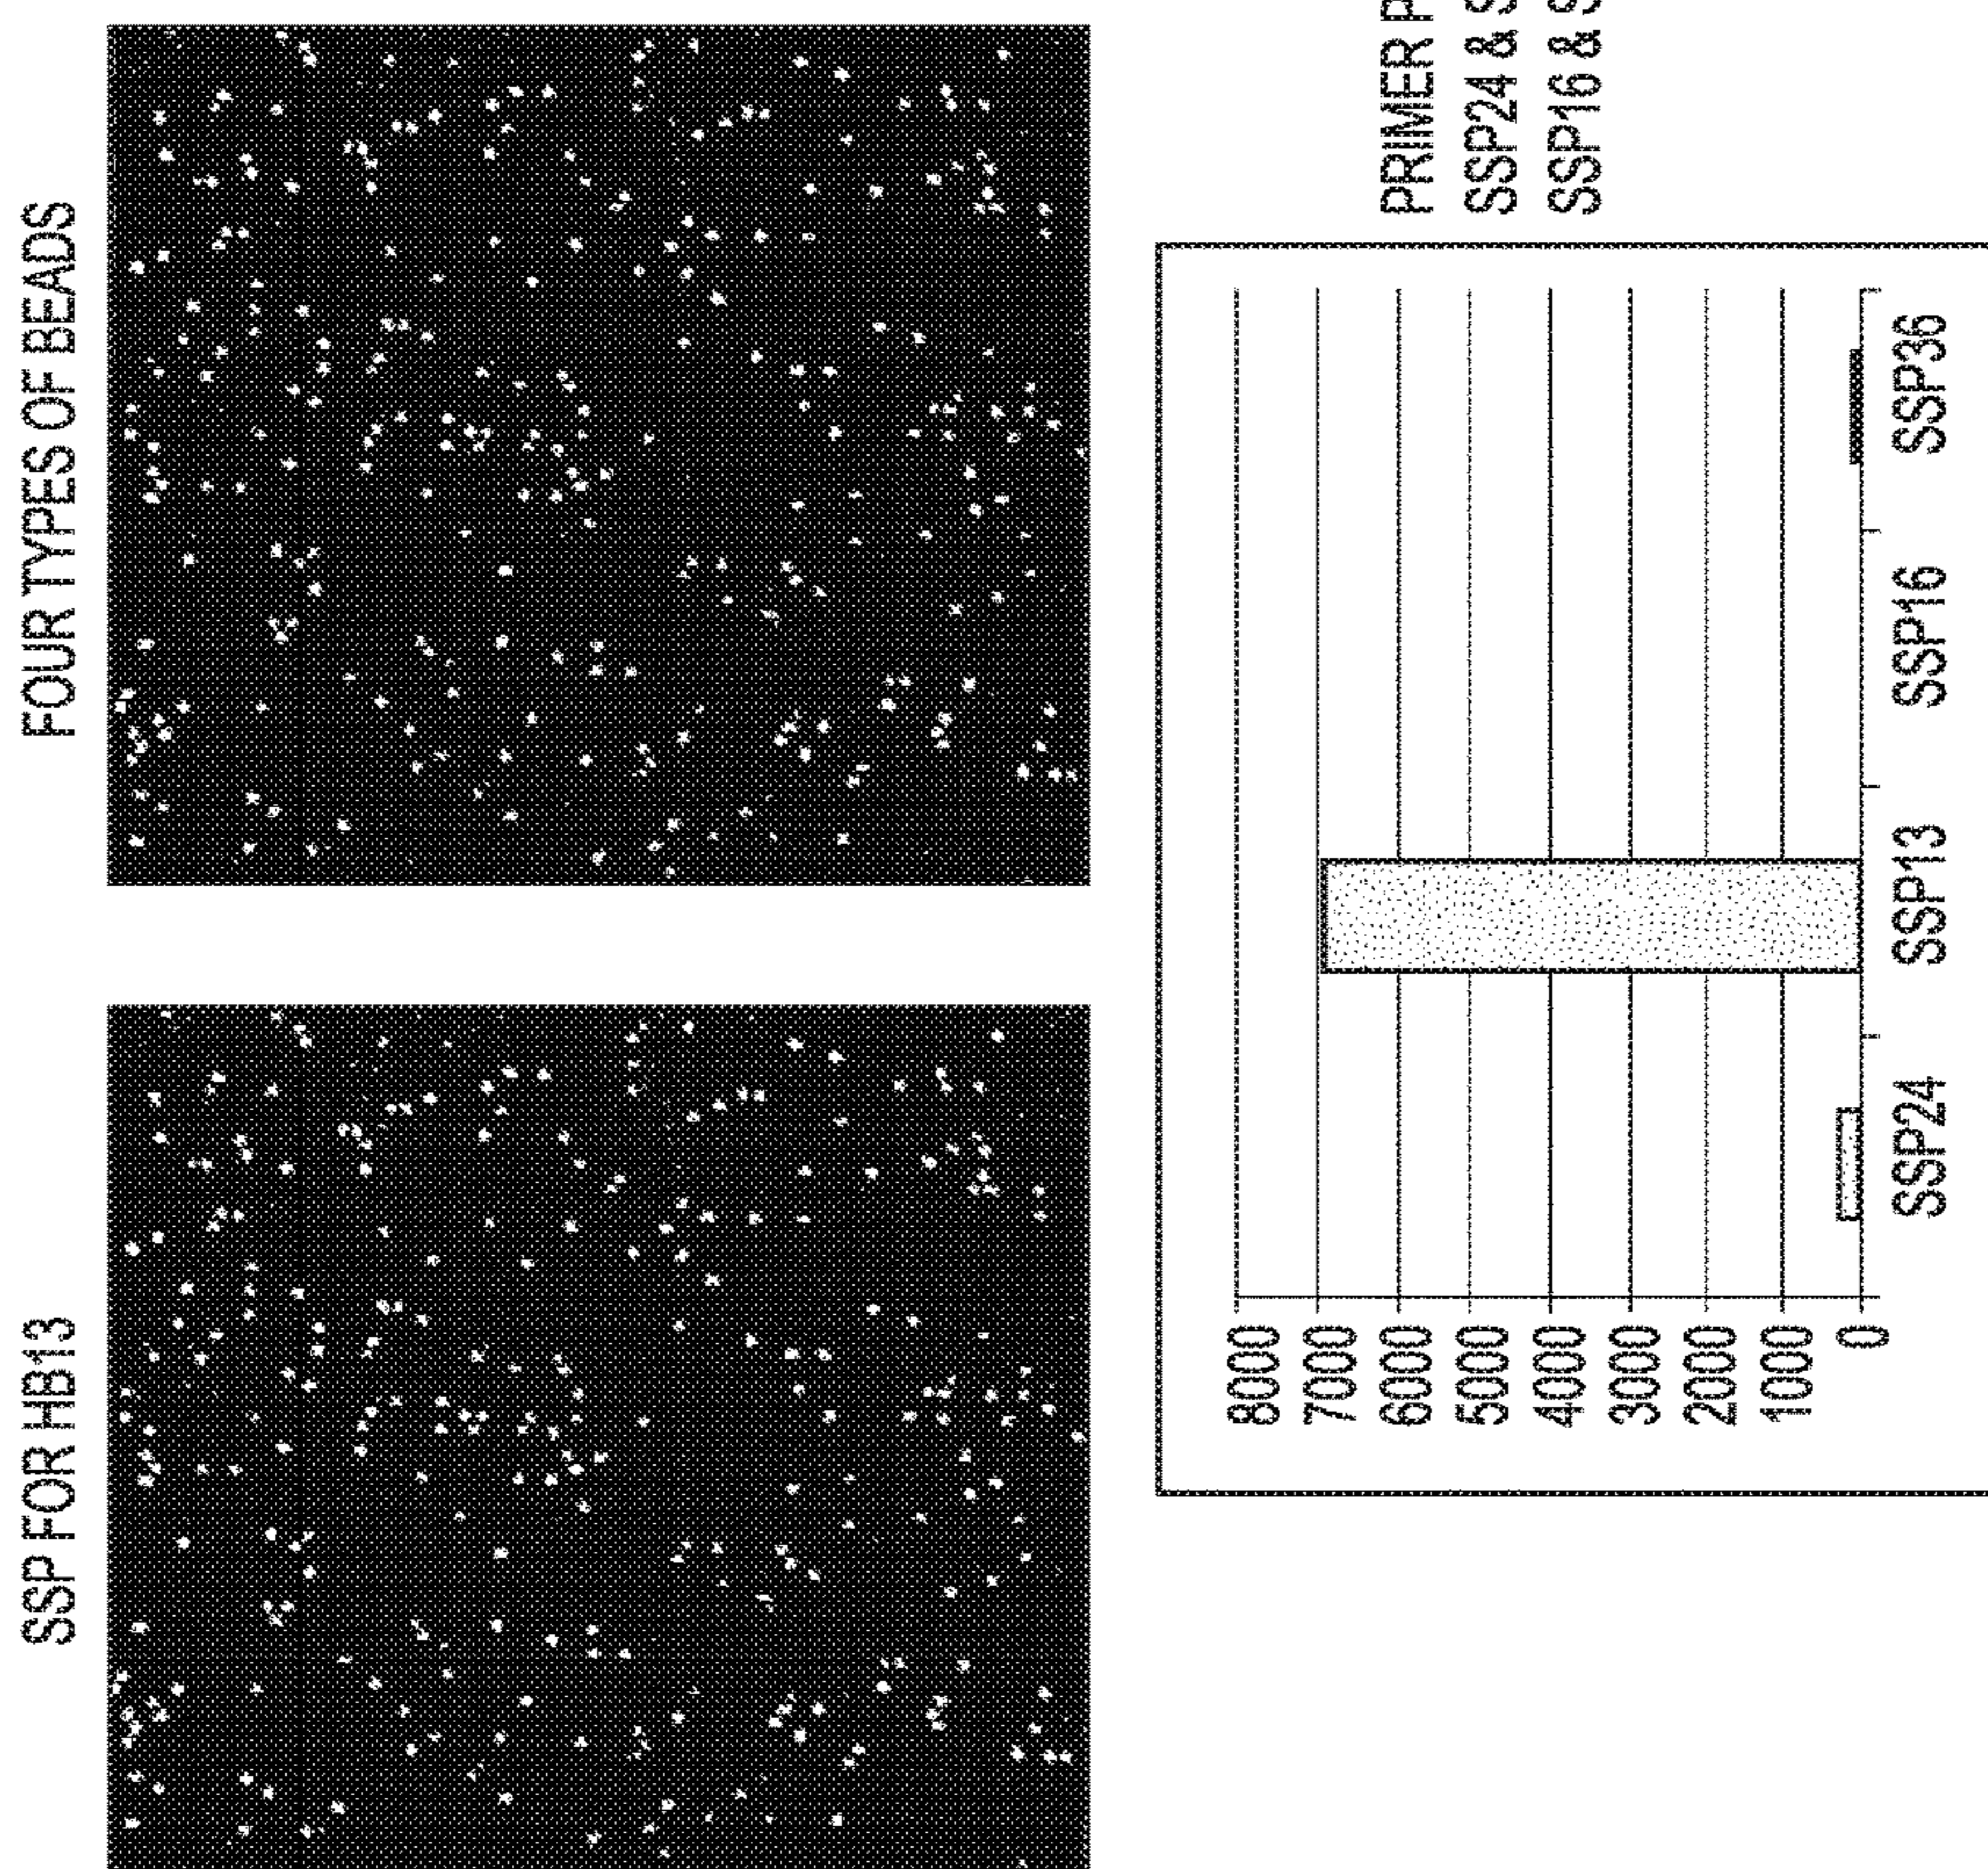 SSP FOR HB13
FOUR TYPES OF BEADS
8000
7000
6000
5000
4000
3000
2000
1000
0
SSP24 SSP13 SSP16 SSP36
PRIMER
SSP24 &
SSP16 &